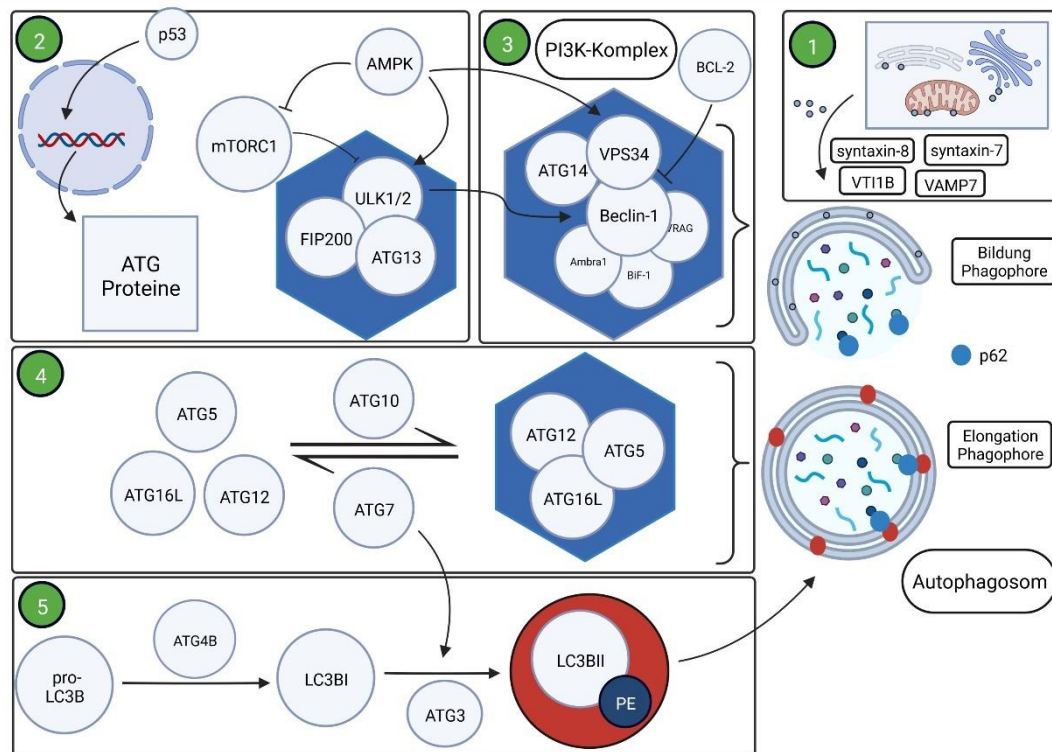 2
p53
AMPK
mTORC1
ULK1/2
FIP200
ATG13
ATG
Proteine
3
PI3K-Komplex
BCL-2
VPS34
ATG14
Beclin-1
VRAG
Ambra1
BiF-1
1
syntaxin-8
syntaxin-7
VTI1B
VAMP7
Bildung
Phagophore
p62
Elongation
Phagophore
Autophagosom
4
ATG5
ATG16L
ATG12
ATG10
ATG7
ATG12
ATG5
ATG16L
5
pro-
LC3B
ATG4B
LC3BI
ATG3
LC3BII
PE